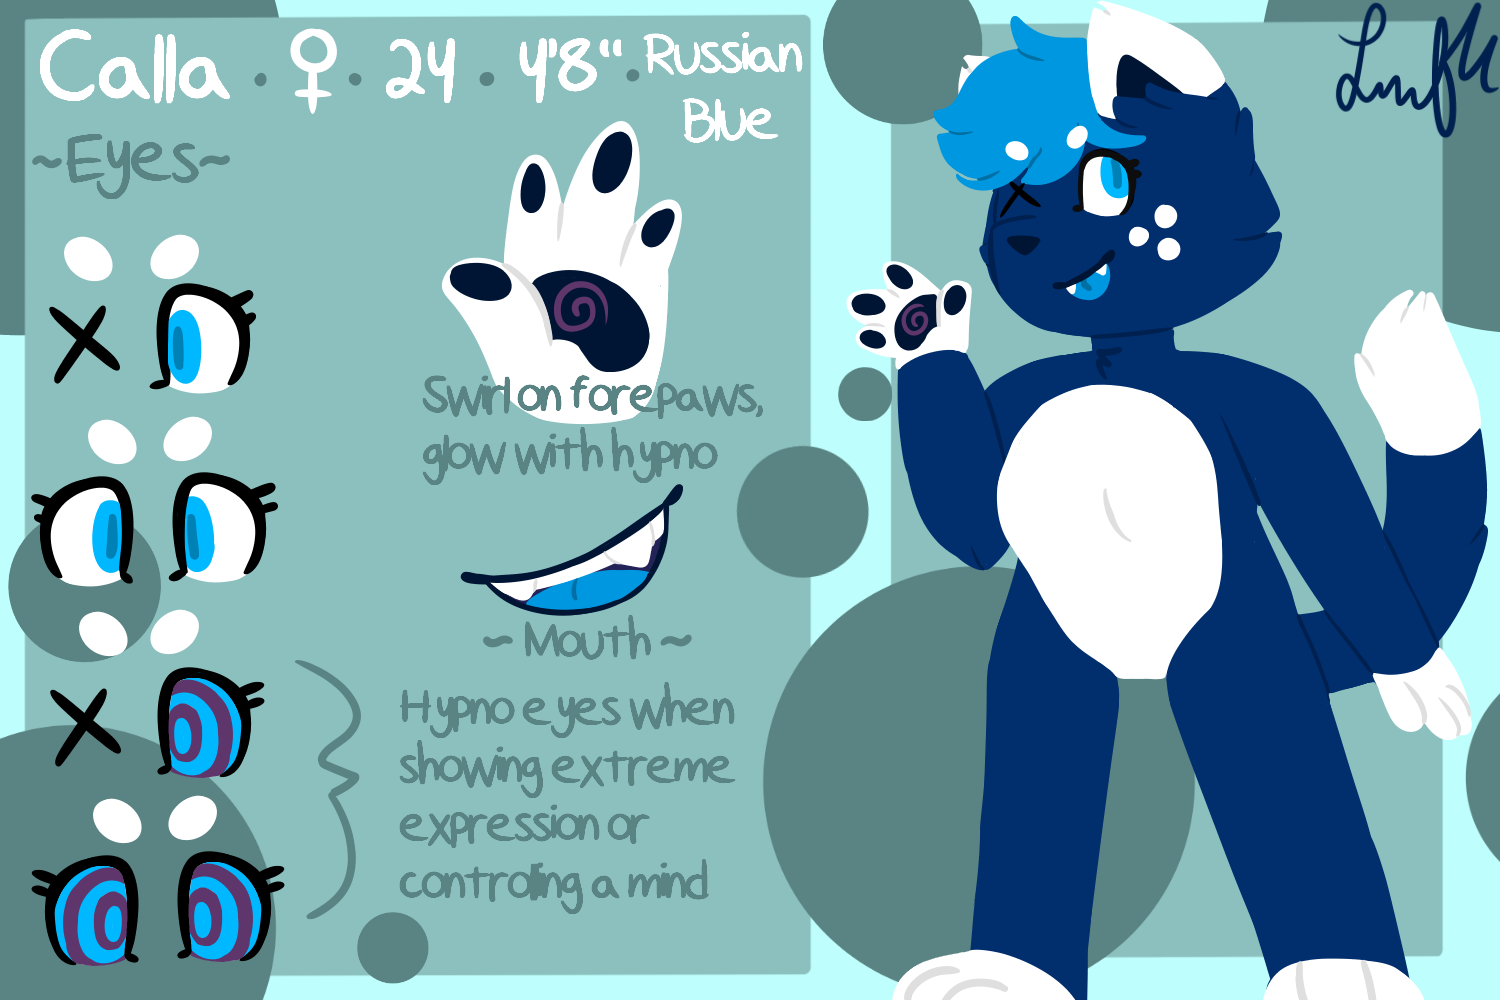 Calla · ♀ · 24 · 4'8" · Russian Blue
~Eyes~
Swirl on forepaws,
glow with hypno
~ Mouth ~
Hypno eyes when
showing extreme
expression or
controlling a mind